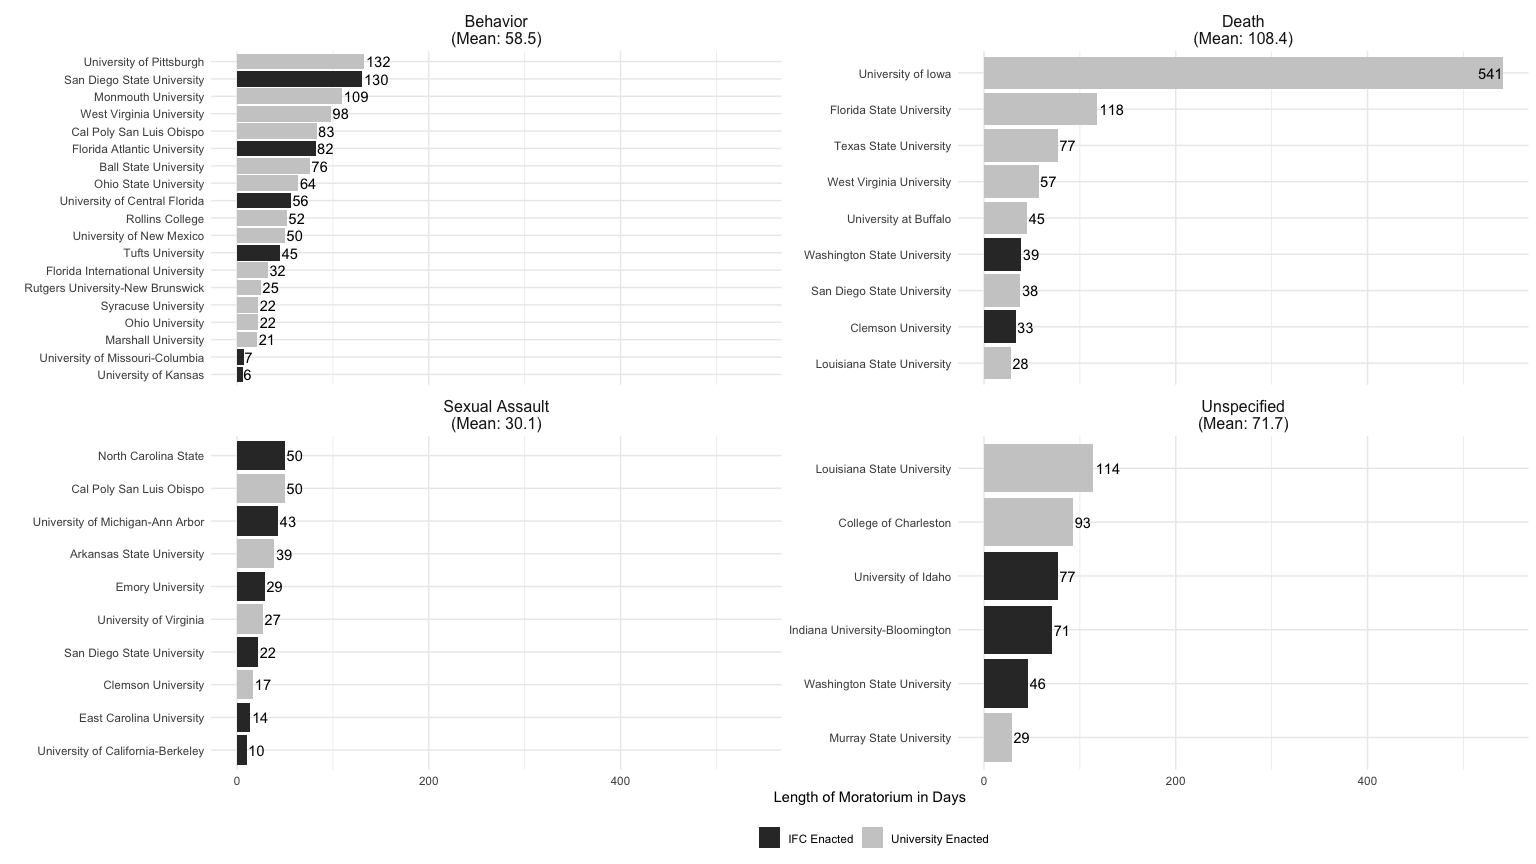 Behavior
(Mean: 58.5)
University of Pittsburgh 132
San Diego State University 130
Monmouth University 109
West Virginia University 98
Cal Poly San Luis Obispo 83
Florida Atlantic University 82
Ball State University 76
Ohio State University 64
University of Central Florida 56
Rollins College 52
University of New Mexico 50
Tufts University 45
Florida International University 32
Rutgers University-New Brunswick 25
Syracuse University 22
Ohio University 22
Marshall University 21
University of Missouri-Columbia 7
University of Kansas 6
Death
(Mean: 108.4)
University of Iowa 541
Florida State University 118
Texas State University 77
West Virginia University 57
University at Buffalo 45
Washington State University 39
San Diego State University 38
Clemson University 33
Louisiana State University 28
Sexual Assault
(Mean: 30.1)
North Carolina State 50
Cal Poly San Luis Obispo 50
University of Michigan-Ann Arbor 43
Arkansas State University 39
Emory University 29
University of Virginia 27
San Diego State University 22
Clemson University 17
East Carolina University 14
University of California-Berkeley 10
0 200 400
Unspecified
(Mean: 71.7)
Louisiana State University 114
College of Charleston 93
University of Idaho 77
Indiana University-Bloomington 71
Washington State University 46
Murray State University 29
0 200 400
Length of Moratorium in Days
IFC Enacted University Enacted